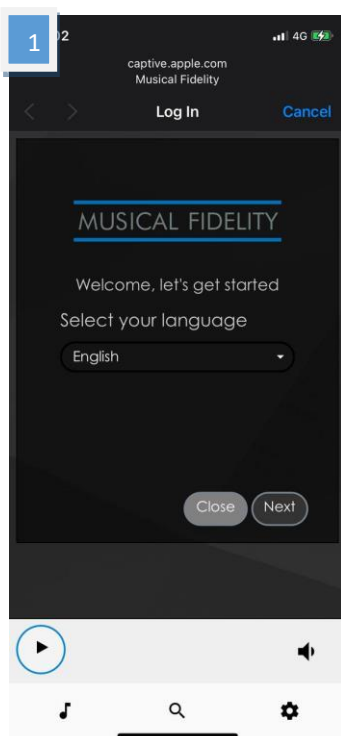 1
02
4G
captive.apple.com
Musical Fidelity
Log In
Cancel
MUSICAL FIDELITY
Welcome, let's get started
Select your language
English
Close
Next